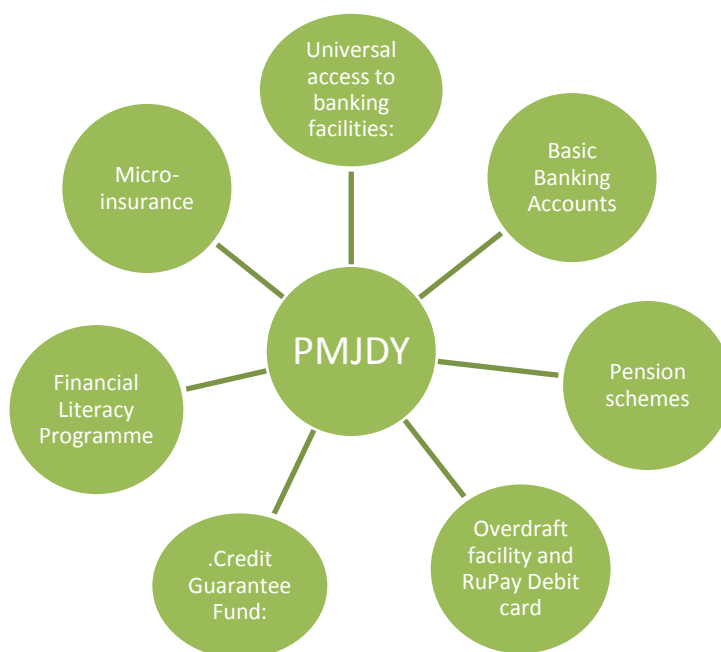 Universal
access to
banking
facilities:
Basic
Banking
Accounts
Pension
schemes
Overdraft
facility and
RuPay Debit
card
.Credit
Guarantee
Fund:
Financial
Literacy
Programme
Micro-
insurance
PMJDY